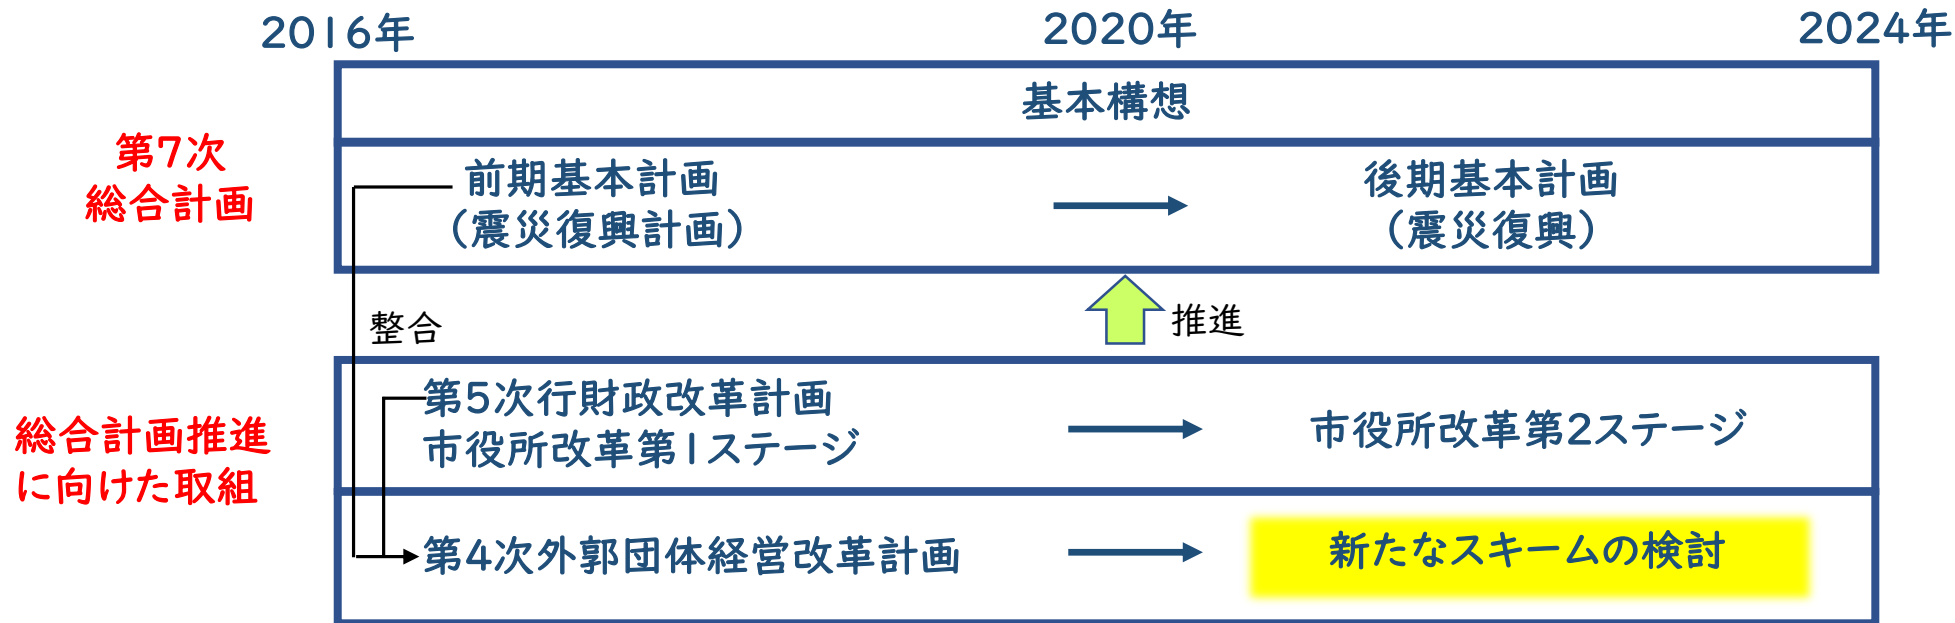 2016年
2020年
2024年
基本構想
第7次
総合計画
前期基本計画
(震災復興計画)
後期基本計画
(震災復興)
整合
推進
総合計画推進
に向けた取組
第5次行財政改革計画
市役所改革第1ステージ
市役所改革第2ステージ
第4次外郭団体経営改革計画
新たなスキームの検討